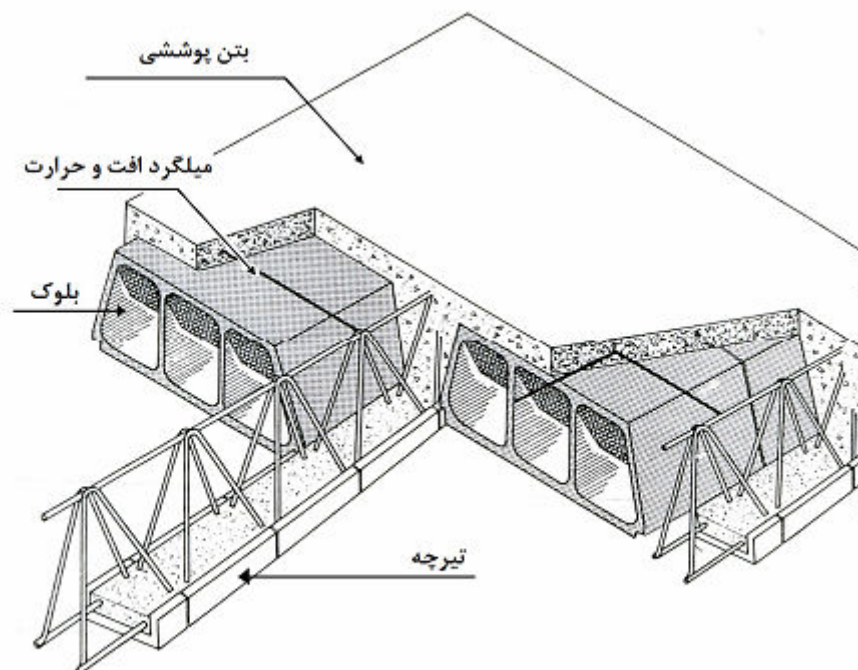 بتن پوششی
میلگرد افت و حرارت
بلوک
تیرچه